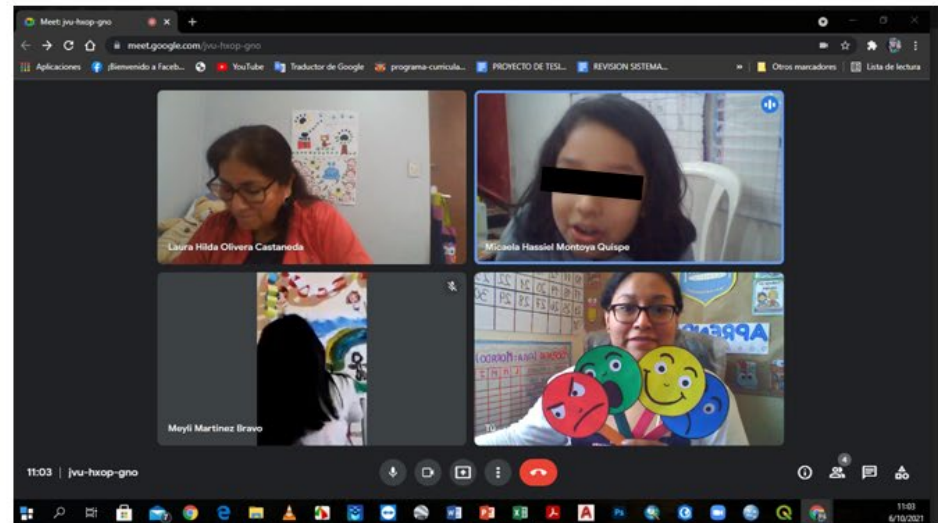 Meet: jvu-hxop-gno
meet.google.com/jvu-hxop-gno
Aplicaciones ¡Bienvenido a Faceb... YouTube Traductor de Google programa-curricula... PROYECTO DE TESI... REVISION SISTEMA... » Otros marcadores Lista de lectura
Laura Hilda Olivera Castaneda
Micaela Hassiel Montoya Quispe
APREN
Meyli Martinez Bravo
Tú
11:03 | jvu-hxop-gno
4
11:03
6/10/2021